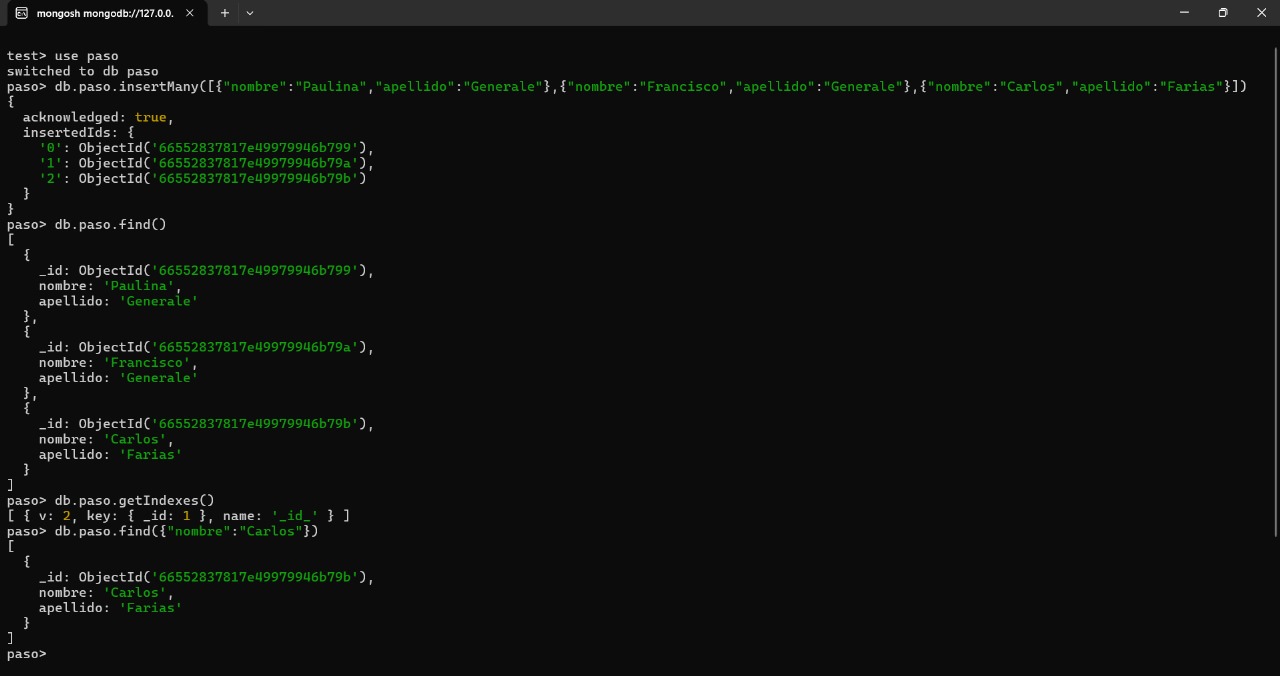 mongosh mongodb://127.0.0.
test> use paso
switched to db paso
paso> db.paso.insertMany([{"nombre":"Paulina","apellido":"Generale"},{"nombre":"Francisco","apellido":"Generale"},{"nombre":"Carlos","apellido":"Farias"}])
{
  acknowledged: true,
  insertedIds: {
    '0': ObjectId('66552837817e49979946b799'),
    '1': ObjectId('66552837817e49979946b79a'),
    '2': ObjectId('66552837817e49979946b79b')
  }
}
paso> db.paso.find()
[
  {
    _id: ObjectId('66552837817e49979946b799'),
    nombre: 'Paulina',
    apellido: 'Generale'
  },
  {
    _id: ObjectId('66552837817e49979946b79a'),
    nombre: 'Francisco',
    apellido: 'Generale'
  },
  {
    _id: ObjectId('66552837817e49979946b79b'),
    nombre: 'Carlos',
    apellido: 'Farias'
  }
]
paso> db.paso.getIndexes()
[ { v: 2, key: { _id: 1 }, name: '_id_' } ]
paso> db.paso.find({"nombre":"Carlos"})
[
  {
    _id: ObjectId('66552837817e49979946b79b'),
    nombre: 'Carlos',
    apellido: 'Farias'
  }
]
paso>